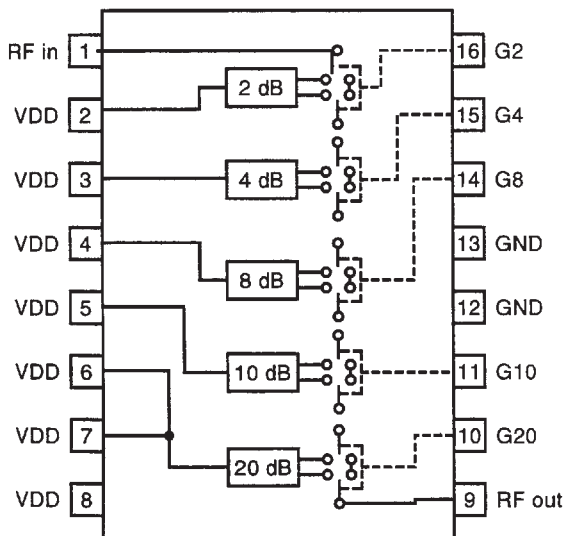 RF in 1 16 G2
2 dB
VDD 2 15 G4
VDD 3 4 dB 14 G8
VDD 4 13 GND
8 dB
VDD 5 12 GND
VDD 6 10 dB 11 G10
VDD 7 10 G20
20 dB
VDD 8 9 RF out